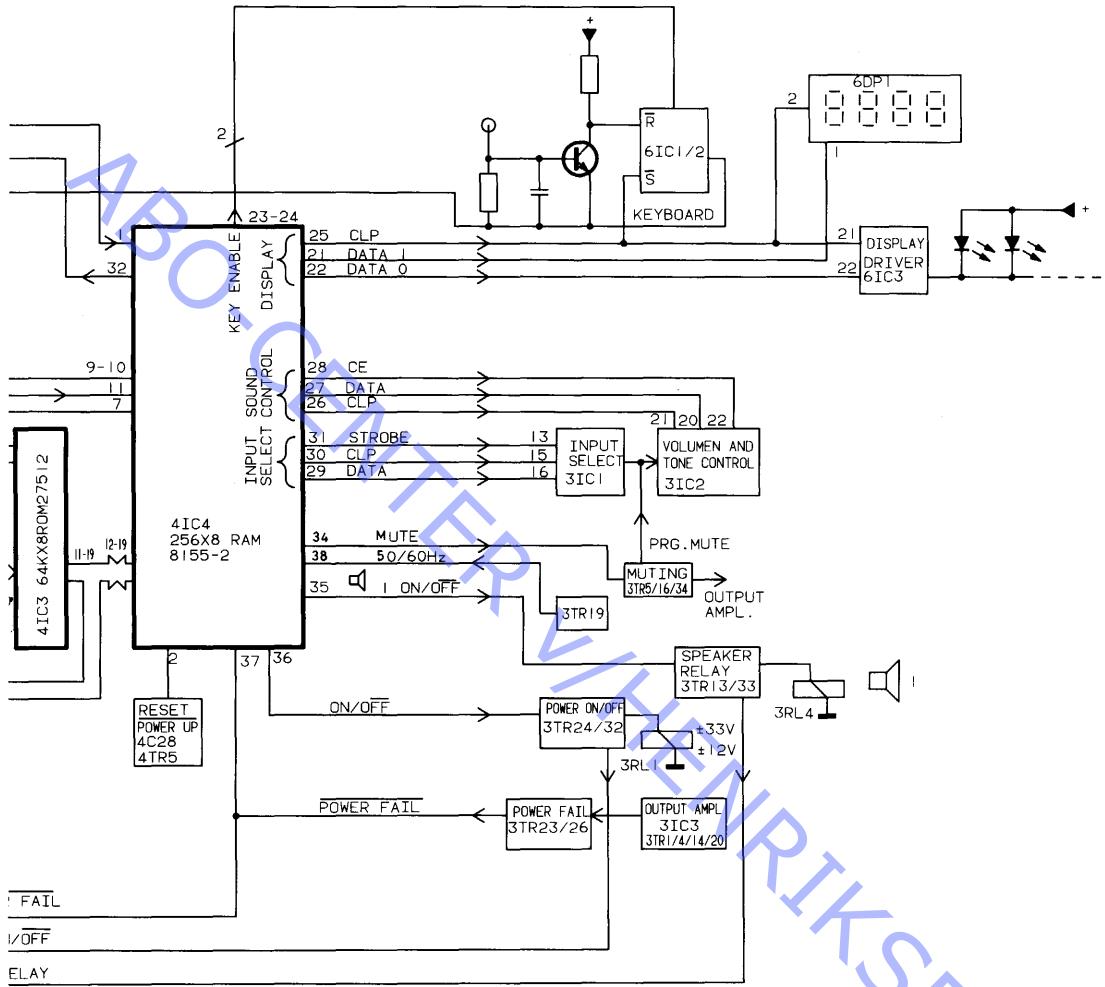 +
6DP1
2
1
2
R
6IC1/2
S
KEYBOARD
+
23-24
1
32
KEY ENABLE
DISPLAY
25 CLP
21 DATA 1
22 DATA 0
21
22
DISPLAY
DRIVER
6IC3
9-10
11
7
SOUND
CONTROL
28 CE
27 DATA
26 CLP
21 20 22
INPUT
SELECT
31 STROBE
30 CLP
29 DATA
13
15
16
INPUT
SELECT
3IC1
VOLUMEN AND
TONE CONTROL
3IC2
4IC3 64KX8ROM27512
11-19
12-19
4IC4
256X8 RAM
8155-2
34 MUTE
38 50/60Hz
35 1 ON/OFF
PRG.MUTE
MUTING
3TR5/16/34
OUTPUT
AMPL.
3TR19
2
37
36
SPEAKER
RELAY
3TR13/33
3RL4
1
RESET
POWER UP
4C28
4TR5
ON/OFF
POWER ON/OFF
3TR24/32
±33V
±12V
3RL1
POWER FAIL
POWER FAIL
3TR23/26
OUTPUT AMPL
3IC3
3TR1/4/14/20
FAIL
/OFF
ELAY
ABO-CENTER v/HENRIKSE